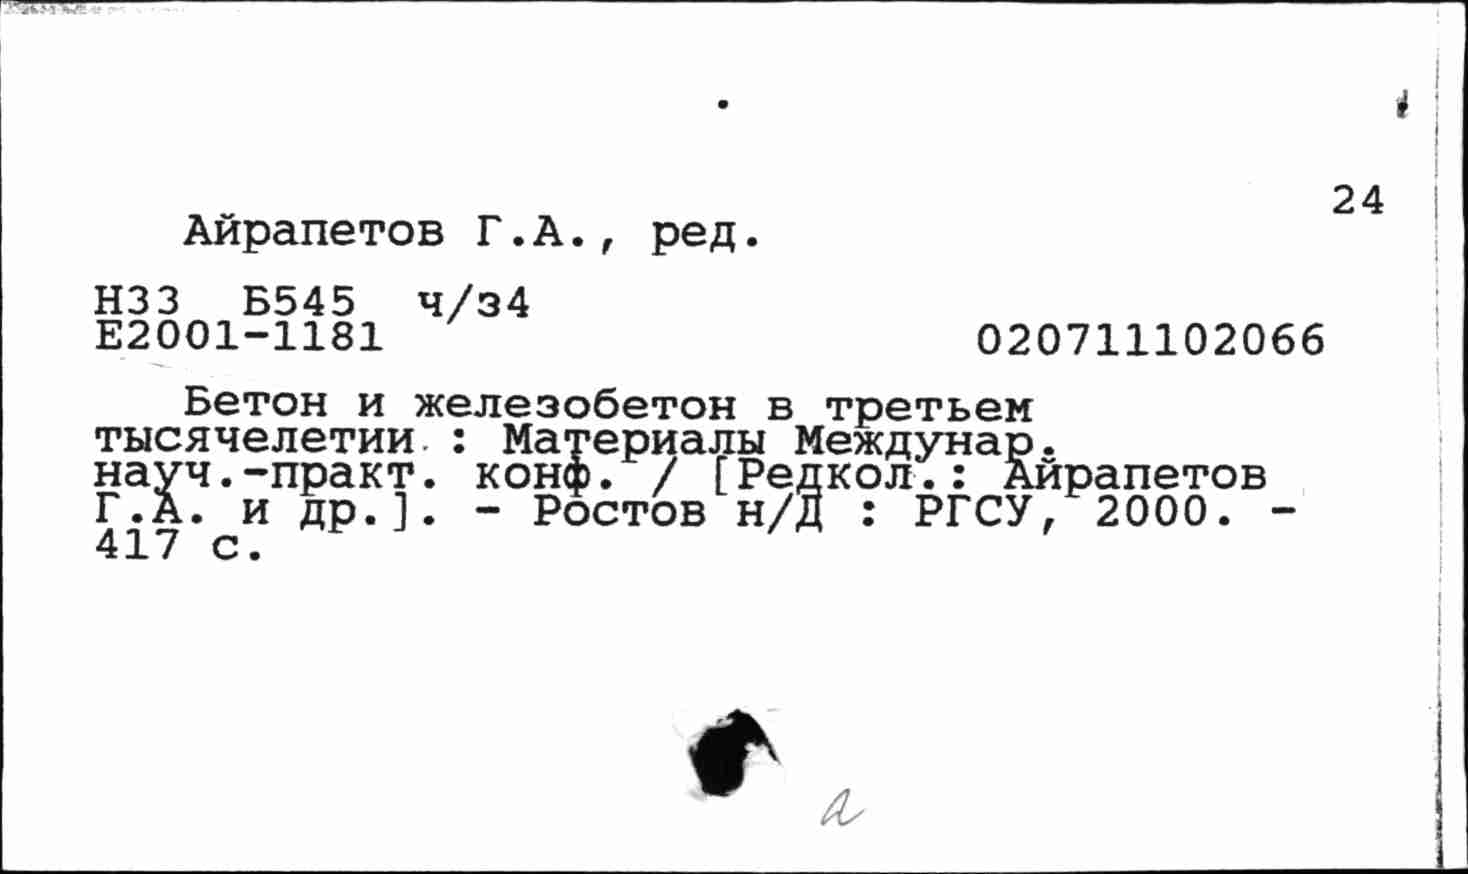 24
Айрапетов Г.А., ред.
Н33 Б545 ч/з4
Е2001-1181 020711102066
Бетон и железобетон в третьем
тысячелетии : Материалы Междунар.
науч.-практ. конф. / [Редкол.: Айрапетов
Г.А. и др.]. - Ростов н/Д : РГСУ, 2000. -
417 с.
а